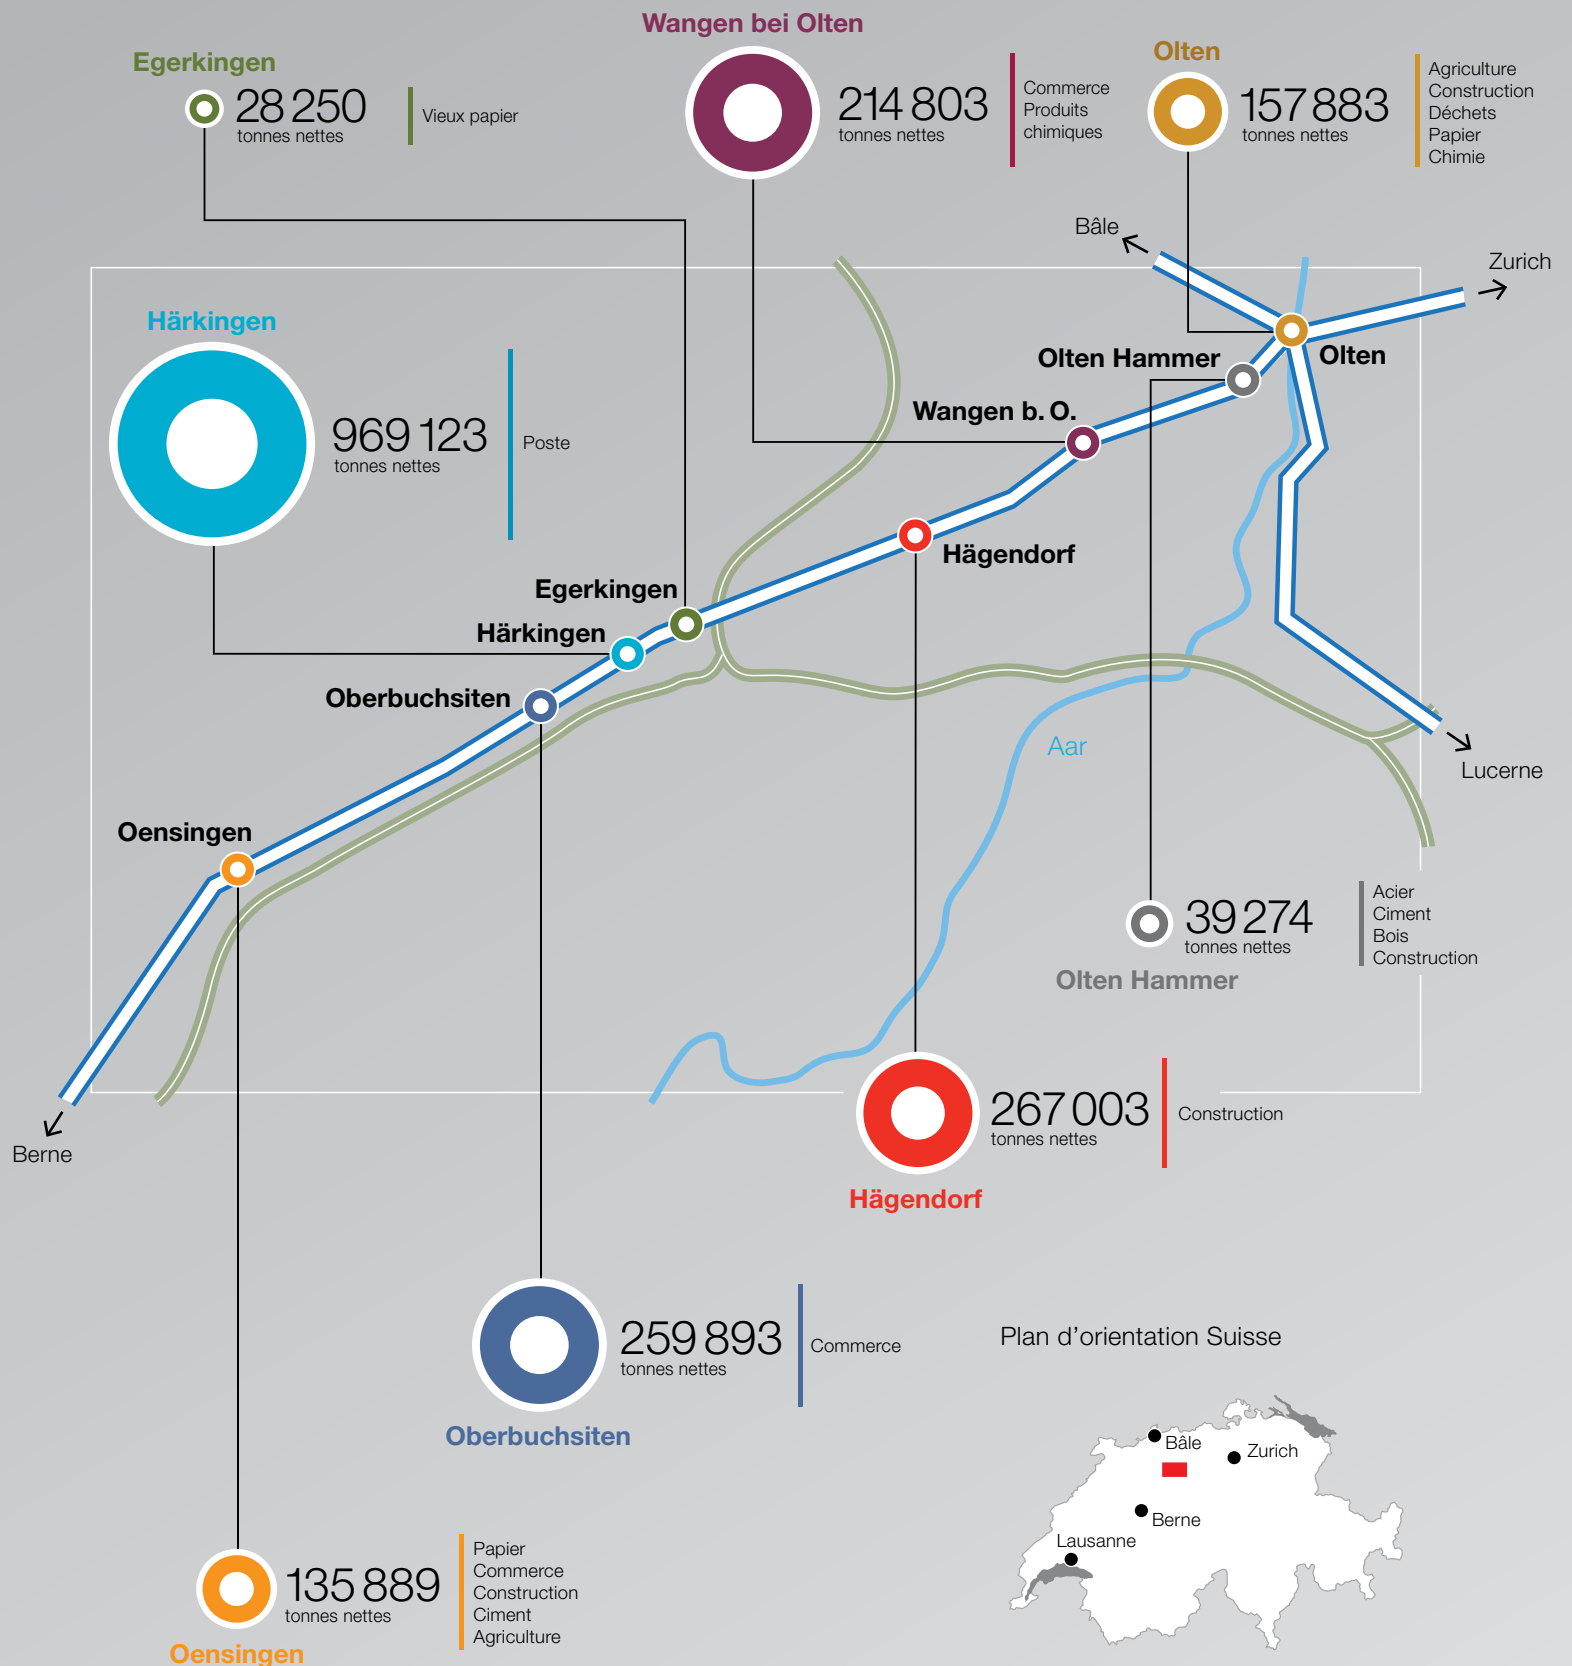 Wangen bei Olten
214 803
tonnes nettes
Commerce
Produits
chimiques
Olten
157 883
tonnes nettes
Agriculture
Construction
Déchets
Papier
Chimie
Egerkingen
28 250
tonnes nettes
Vieux papier
Bâle
Zurich
Härkingen
969 123
tonnes nettes
Poste
Olten Hammer
Olten
Wangen b. O.
Hägendorf
Egerkingen
Härkingen
Oberbuchsiten
Aar
Lucerne
Oensingen
39 274
tonnes nettes
Acier
Ciment
Bois
Construction
Olten Hammer
Berne
267 003
tonnes nettes
Construction
Hägendorf
259 893
tonnes nettes
Commerce
Oberbuchsiten
Plan d’orientation Suisse
Bâle
Zurich
Berne
Lausanne
135 889
tonnes nettes
Papier
Commerce
Construction
Ciment
Agriculture
Oensingen